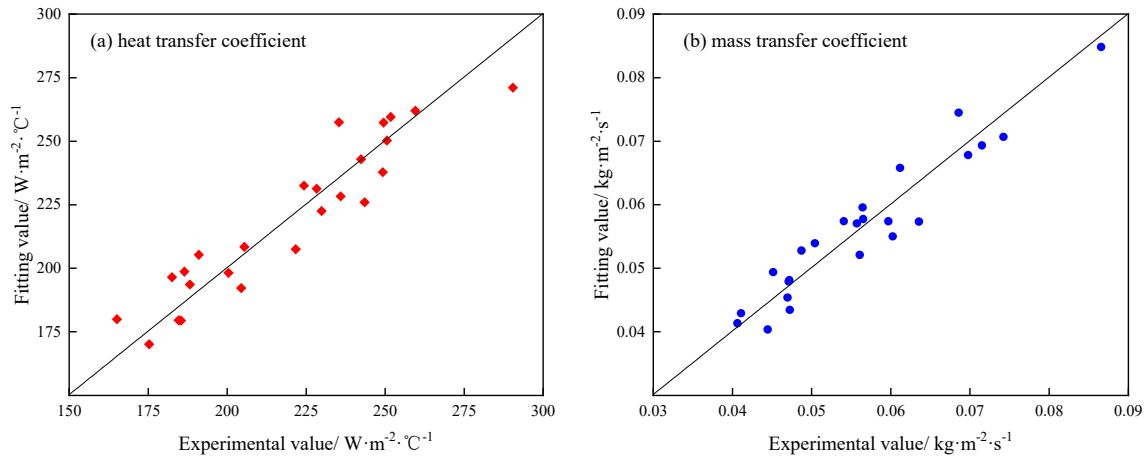 (a) heat transfer coefficient
300
275
250
225
200
175
150 175 200 225 250 275 300
Fitting value/ W·m⁻²·℃⁻¹
Experimental value/ W·m⁻²·℃⁻¹
(b) mass transfer coefficient
0.09
0.08
0.07
0.06
0.05
0.04
0.03 0.04 0.05 0.06 0.07 0.08 0.09
Fitting value/ kg·m⁻²·s⁻¹
Experimental value/ kg·m⁻²·s⁻¹